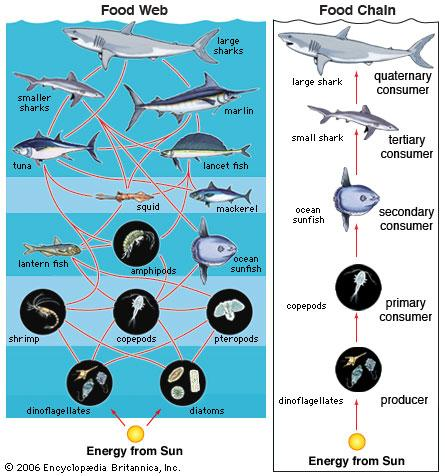 Food Web
large
sharks
smaller
sharks
marlin
tuna
lancet fish
squid
mackerel
lantern fish
amphipods
ocean
sunfish
shrimp
copepods
pteropods
dinoflagellates
diatoms
Energy from Sun
© 2006 Encyclopædia Britannica, Inc.
Food Chain
large shark
quaternary
consumer
small shark
tertiary
consumer
ocean
sunfish
secondary
consumer
copepods
primary
consumer
dinoflagellates
producer
Energy from Sun